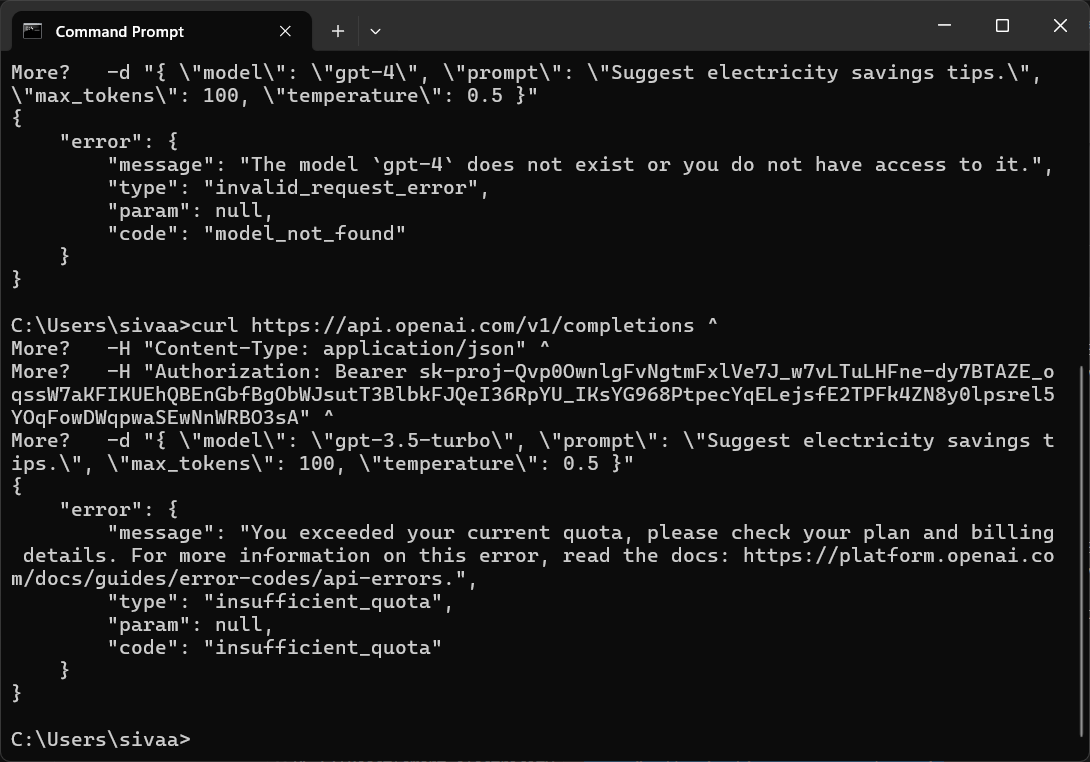 Command Prompt
More?   -d "{ \"model\": \"gpt-4\", \"prompt\": \"Suggest electricity savings tips.\",
\"max_tokens\": 100, \"temperature\": 0.5 }"
{
    "error": {
        "message": "The model `gpt-4` does not exist or you do not have access to it.",
        "type": "invalid_request_error",
        "param": null,
        "code": "model_not_found"
    }
}
C:\Users\sivaa>curl https://api.openai.com/v1/completions ^
More?   -H "Content-Type: application/json" ^
More?   -H "Authorization: Bearer sk-proj-Qvp0OwnlgFvNgtmFxlVe7J_w7vLTuLHFne-dy7BTAZE_o
qssW7aKFIKUEhQBEnGbfBgObWJsutT3BlbkFJQeI36RpYU_IKsYG968PtpecYqELejsfE2TPFk4ZN8y0lpsrel5
YOqFowDWqpwaSEwNnWRBO3sA" ^
More?   -d "{ \"model\": \"gpt-3.5-turbo\", \"prompt\": \"Suggest electricity savings t
ips.\", \"max_tokens\": 100, \"temperature\": 0.5 }"
{
    "error": {
        "message": "You exceeded your current quota, please check your plan and billing
 details. For more information on this error, read the docs: https://platform.openai.co
m/docs/guides/error-codes/api-errors.",
        "type": "insufficient_quota",
        "param": null,
        "code": "insufficient_quota"
    }
}
C:\Users\sivaa>